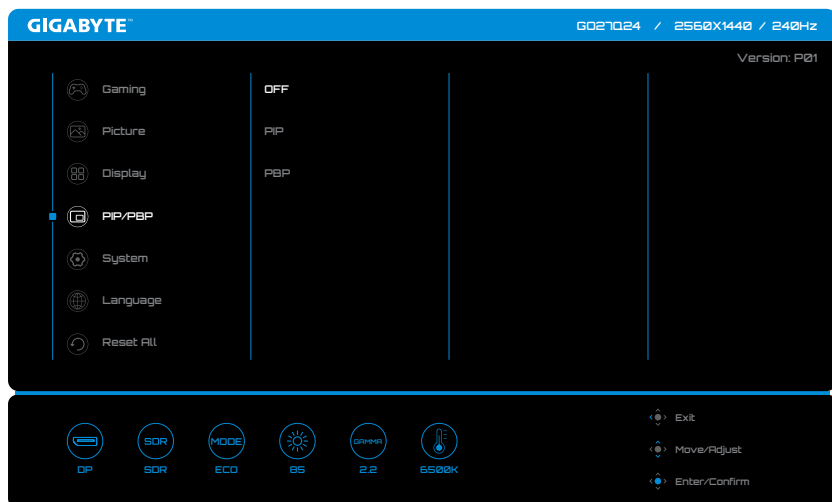 GIGABYTE™ GO27Q24 / 2560X1440 / 240Hz
Version: P01
Gaming OFF
Picture PIP
Display PBP
PIP/PBP
System
Language
Reset All
Exit
SDR MODE GAMMA
Move/Adjust
DP SDR ECO 85 2.2 6500K
Enter/Confirm